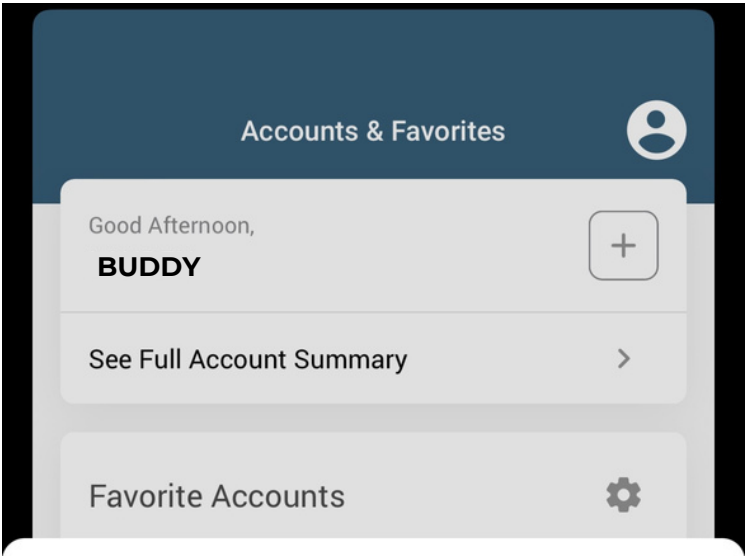 Accounts & Favorites
Good Afternoon,
BUDDY
See Full Account Summary
Favorite Accounts